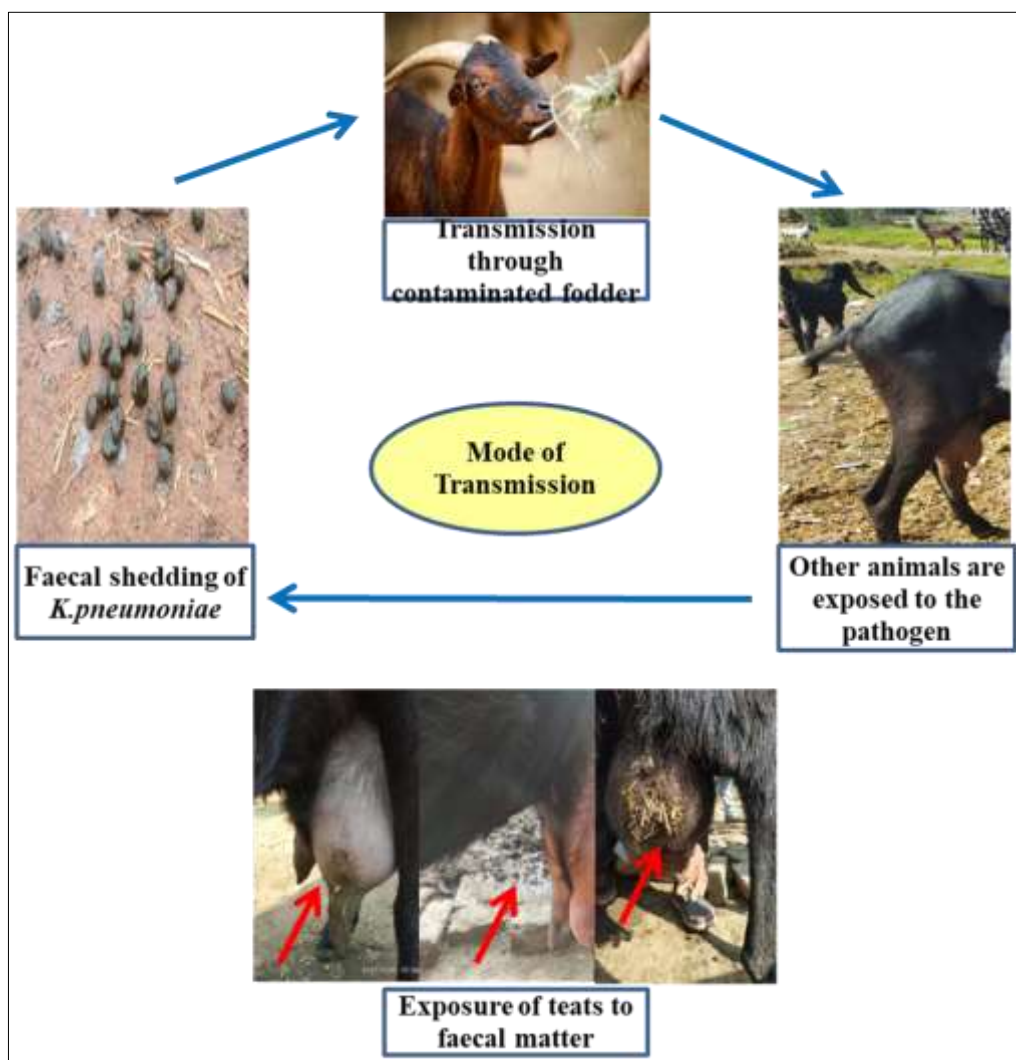 Transmission
through
contaminated fodder
Mode of
Transmission
Faecal shedding of
K.pneumoniae
Other animals are
exposed to the
pathogen
Exposure of teats to
faecal matter